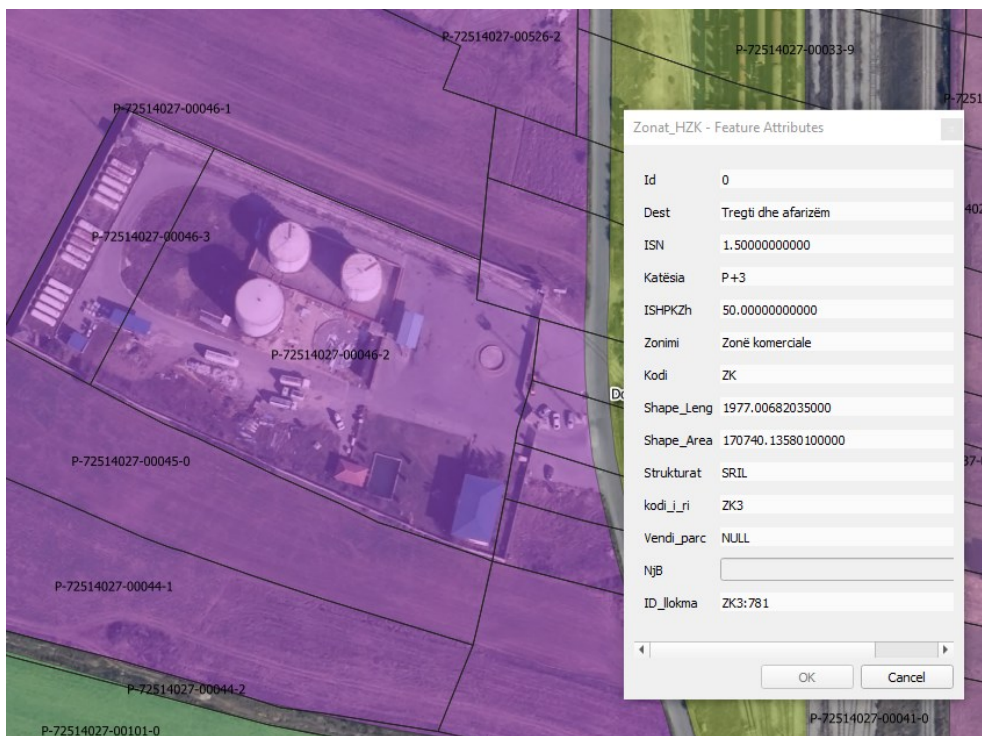 P-72514027-00526-2
P-72514027-00033-9
P-7251
P-72514027-00046-1
Zonat_HZK - Feature Attributes
Id 0
Dest Tregti dhe afarizëm
402
P-72514027-00046-3
ISN 1.50000000000
Katësia P+3
ISHPKZh 50.00000000000
Zonimi Zonë komerciale
P-72514027-00046-2
Kodi ZK
Do
Shape_Leng 1977.00682035000
Shape_Area 170740.13580100000
P-72514027-00045-0
37-
Strukturat SRIL
kodi_i_ri ZK3
Vendi_parc NULL
NjB
P-72514027-00044-1
ID_llokma ZK3:781
OK Cancel
P-72514027-00044-2
P-72514027-00041-0
P-72514027-00101-0